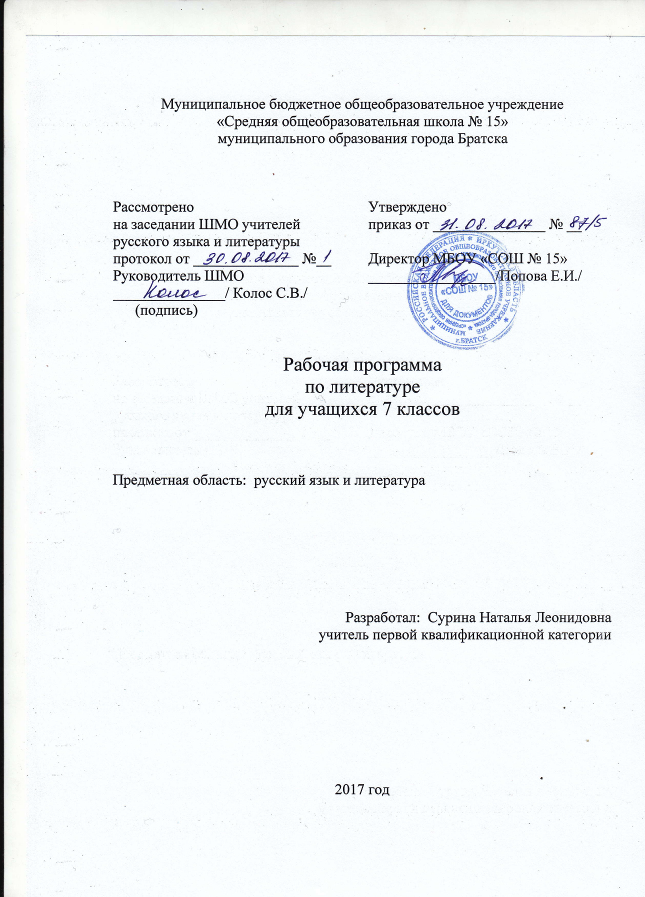 Муниципальное бюджетное общеобразовательное учреждение
«Средняя общеобразовательная школа № 15»
муниципального образования города Братска
Рассмотрено
на заседании ШМО учителей
русского языка и литературы
протокол от 30.08.2017 № 1
Руководитель ШМО
Колос / Колос С.В./
(подпись)
Утверждено
приказ от 31.08.2017 № 87/5
Директор МБОУ «СОШ № 15»
/Попова Е.И./
«СОШ № 15»
ДЛЯ ДОКУМЕНТОВ
г.БРАТСК
Рабочая программа
по литературе
для учащихся 7 классов
Предметная область: русский язык и литература
Разработал: Сурина Наталья Леонидовна
учитель первой квалификационной категории
2017 год